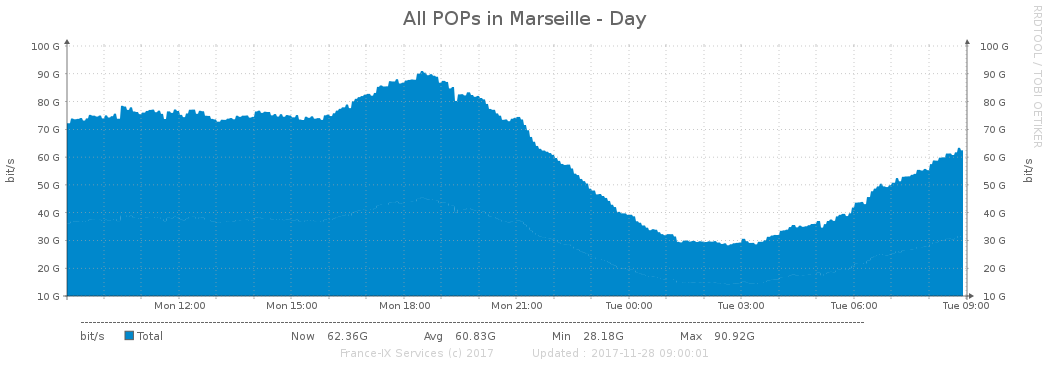 All POPs in Marseille - Day
RRDTOOL / TOBI OETIKER
bit/s
bit/s
100 G 100 G
90 G 90 G
80 G 80 G
70 G 70 G
60 G 60 G
50 G 50 G
40 G 40 G
30 G 30 G
20 G 20 G
10 G 10 G
Mon 12:00 Mon 15:00 Mon 18:00 Mon 21:00 Tue 00:00 Tue 03:00 Tue 06:00 Tue 09:00
bit/s Total Now 62.36G Avg 60.83G Min 28.18G Max 90.92G
France-IX Services (c) 2017 Updated : 2017-11-28 09:00:01